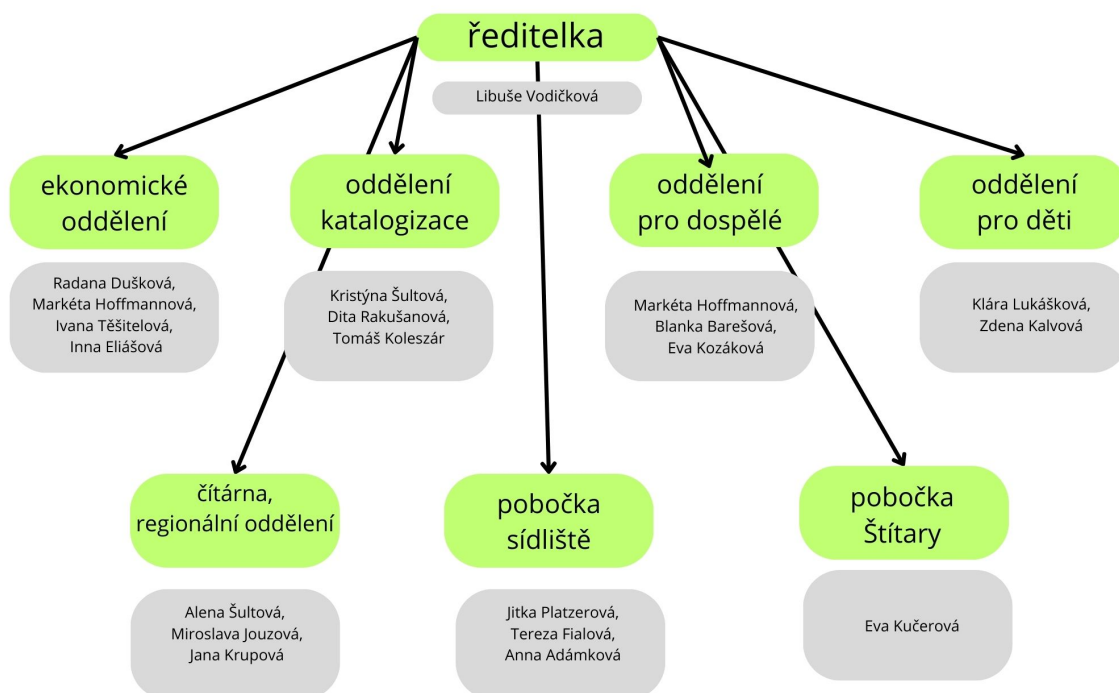 ředitelka
Libuše Vodičková
ekonomické
oddělení
Radana Dušková,
Markéta Hoffmannová,
Ivana Těšitelová,
Inna Eliášová
oddělení
katalogizace
Kristýna Šultová,
Dita Rakušanová,
Tomáš Koleszár
oddělení
pro dospělé
Markéta Hoffmannová,
Blanka Barešová,
Eva Kozáková
oddělení
pro děti
Klára Lukášková,
Zdena Kalvová
čítárna,
regionální oddělení
Alena Šultová,
Miroslava Jouzová,
Jana Krupová
pobočka
sídliště
Jitka Platzerová,
Tereza Fialová,
Anna Adámková
pobočka
Štítary
Eva Kučerová